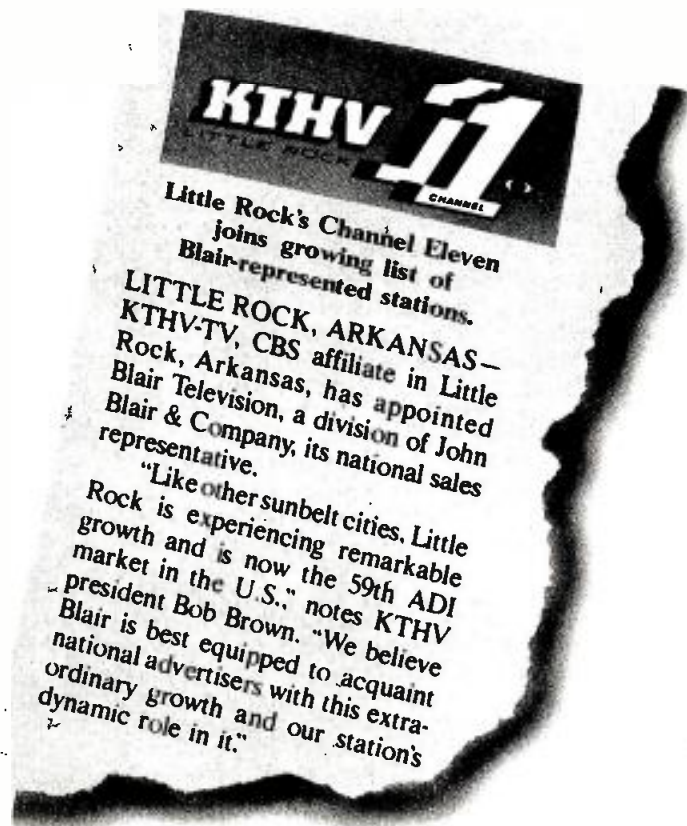 KTHV 11
LITTLE ROCK
CHANNEL
Little Rock's Channel Eleven
joins growing list of
Blair-represented stations.
LITTLE ROCK, ARKANSAS—
KTHV-TV, CBS affiliate in Little
Rock, Arkansas, has appointed
Blair Television, a division of John
Blair & Company, its national sales
representative.
"Like other sunbelt cities, Little
Rock is experiencing remarkable
growth and is now the 59th ADI
market in the U.S.," notes KTHV
president Bob Brown. "We believe
Blair is best equipped to acquaint
national advertisers with this extra-
ordinary growth and our station's
dynamic role in it."